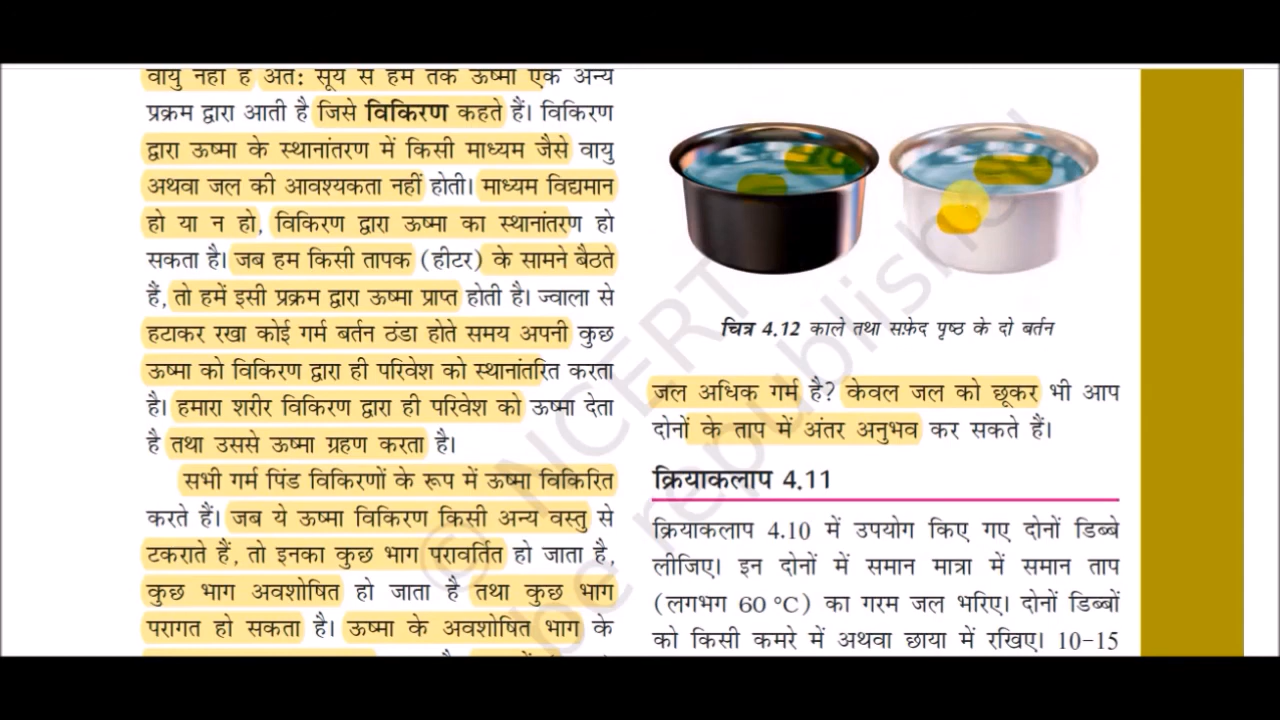 वायु नहीं है अत: सूर्य से हम तक ऊष्मा एक अन्य
प्रक्रम द्वारा आती है जिसे विकिरण कहते हैं। विकिरण
द्वारा ऊष्मा के स्थानांतरण में किसी माध्यम जैसे वायु
अथवा जल की आवश्यकता नहीं होती। माध्यम विद्यमान
हो या न हो, विकिरण द्वारा ऊष्मा का स्थानांतरण हो
सकता है। जब हम किसी तापक (हीटर) के सामने बैठते
हैं, तो हमें इसी प्रक्रम द्वारा ऊष्मा प्राप्त होती है। ज्वाला से
हटाकर रखा कोई गर्म बर्तन ठंडा होते समय अपनी कुछ
ऊष्मा को विकिरण द्वारा ही परिवेश को स्थानांतरित करता
है। हमारा शरीर विकिरण द्वारा ही परिवेश को ऊष्मा देता
है तथा उससे ऊष्मा ग्रहण करता है।
सभी गर्म पिंड विकिरणों के रूप में ऊष्मा विकिरित
करते हैं। जब ये ऊष्मा विकिरण किसी अन्य वस्तु से
टकराते हैं, तो इनका कुछ भाग परावर्तित हो जाता है,
कुछ भाग अवशोषित हो जाता है तथा कुछ भाग
परागत हो सकता है। ऊष्मा के अवशोषित भाग के
चित्र 4.12 काले तथा सफ़ेद पृष्ठ के दो बर्तन
जल अधिक गर्म है? केवल जल को छूकर भी आप
दोनों के ताप में अंतर अनुभव कर सकते हैं।
क्रियाकलाप 4.11
क्रियाकलाप 4.10 में उपयोग किए गए दोनों डिब्बे
लीजिए। इन दोनों में समान मात्रा में समान ताप
(लगभग 60 °C) का गरम जल भरिए। दोनों डिब्बों
को किसी कमरे में अथवा छाया में रखिए। 10-15
© NCERT
be republished